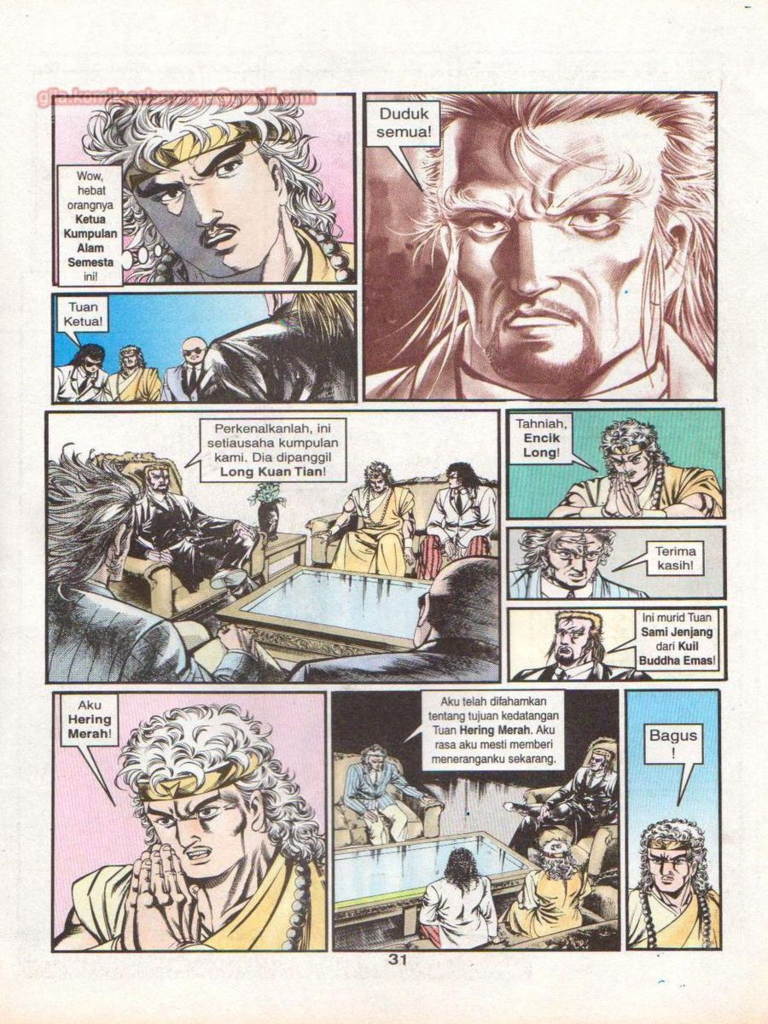 Wow,
hebat
orangnya
Ketua
Kumpulan
Alam
Semesta
ini!
Duduk
semua!
Tuan
Ketua!
Perkenalkanlah, ini
setiausaha kumpulan
kami. Dia dipanggil
Long Kuan Tian!
Tahniah,
Encik
Long!
Terima
kasih!
Ini murid Tuan
Sami Jenjang
dari Kuil
Buddha Emas!
Aku
Hering
Merah!
Aku telah difahamkan
tentang tujuan kedatangan
Tuan Hering Merah. Aku
rasa aku mesti memberi
meneranganku sekarang.
Bagus
!
31